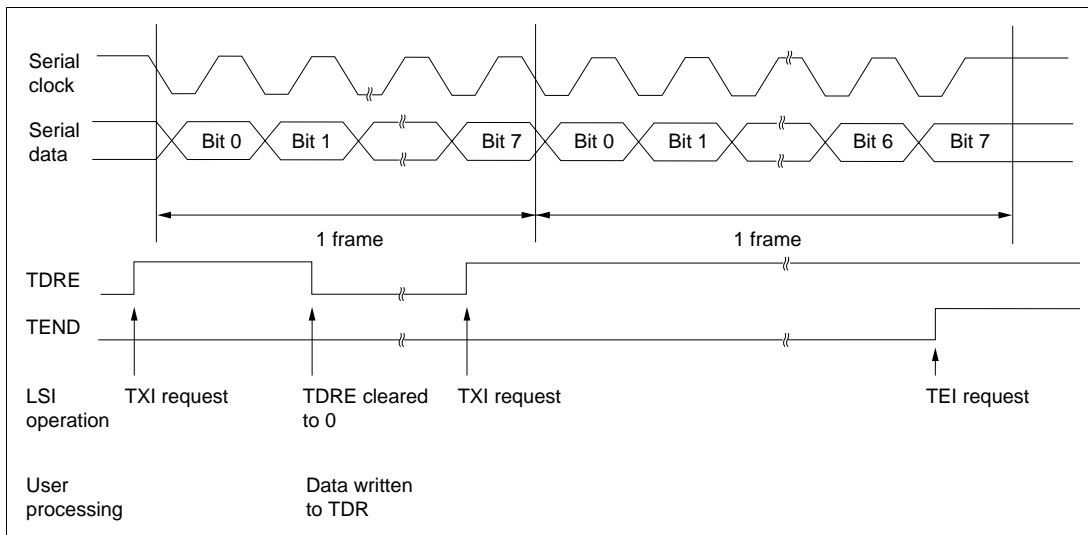 Serial
clock
Serial
data
Bit 0
Bit 1
Bit 7
Bit 0
Bit 1
Bit 6
Bit 7
1 frame
1 frame
TDRE
TEND
LSI
operation
TXI request
TDRE cleared
to 0
TXI request
TEI request
User
processing
Data written
to TDR